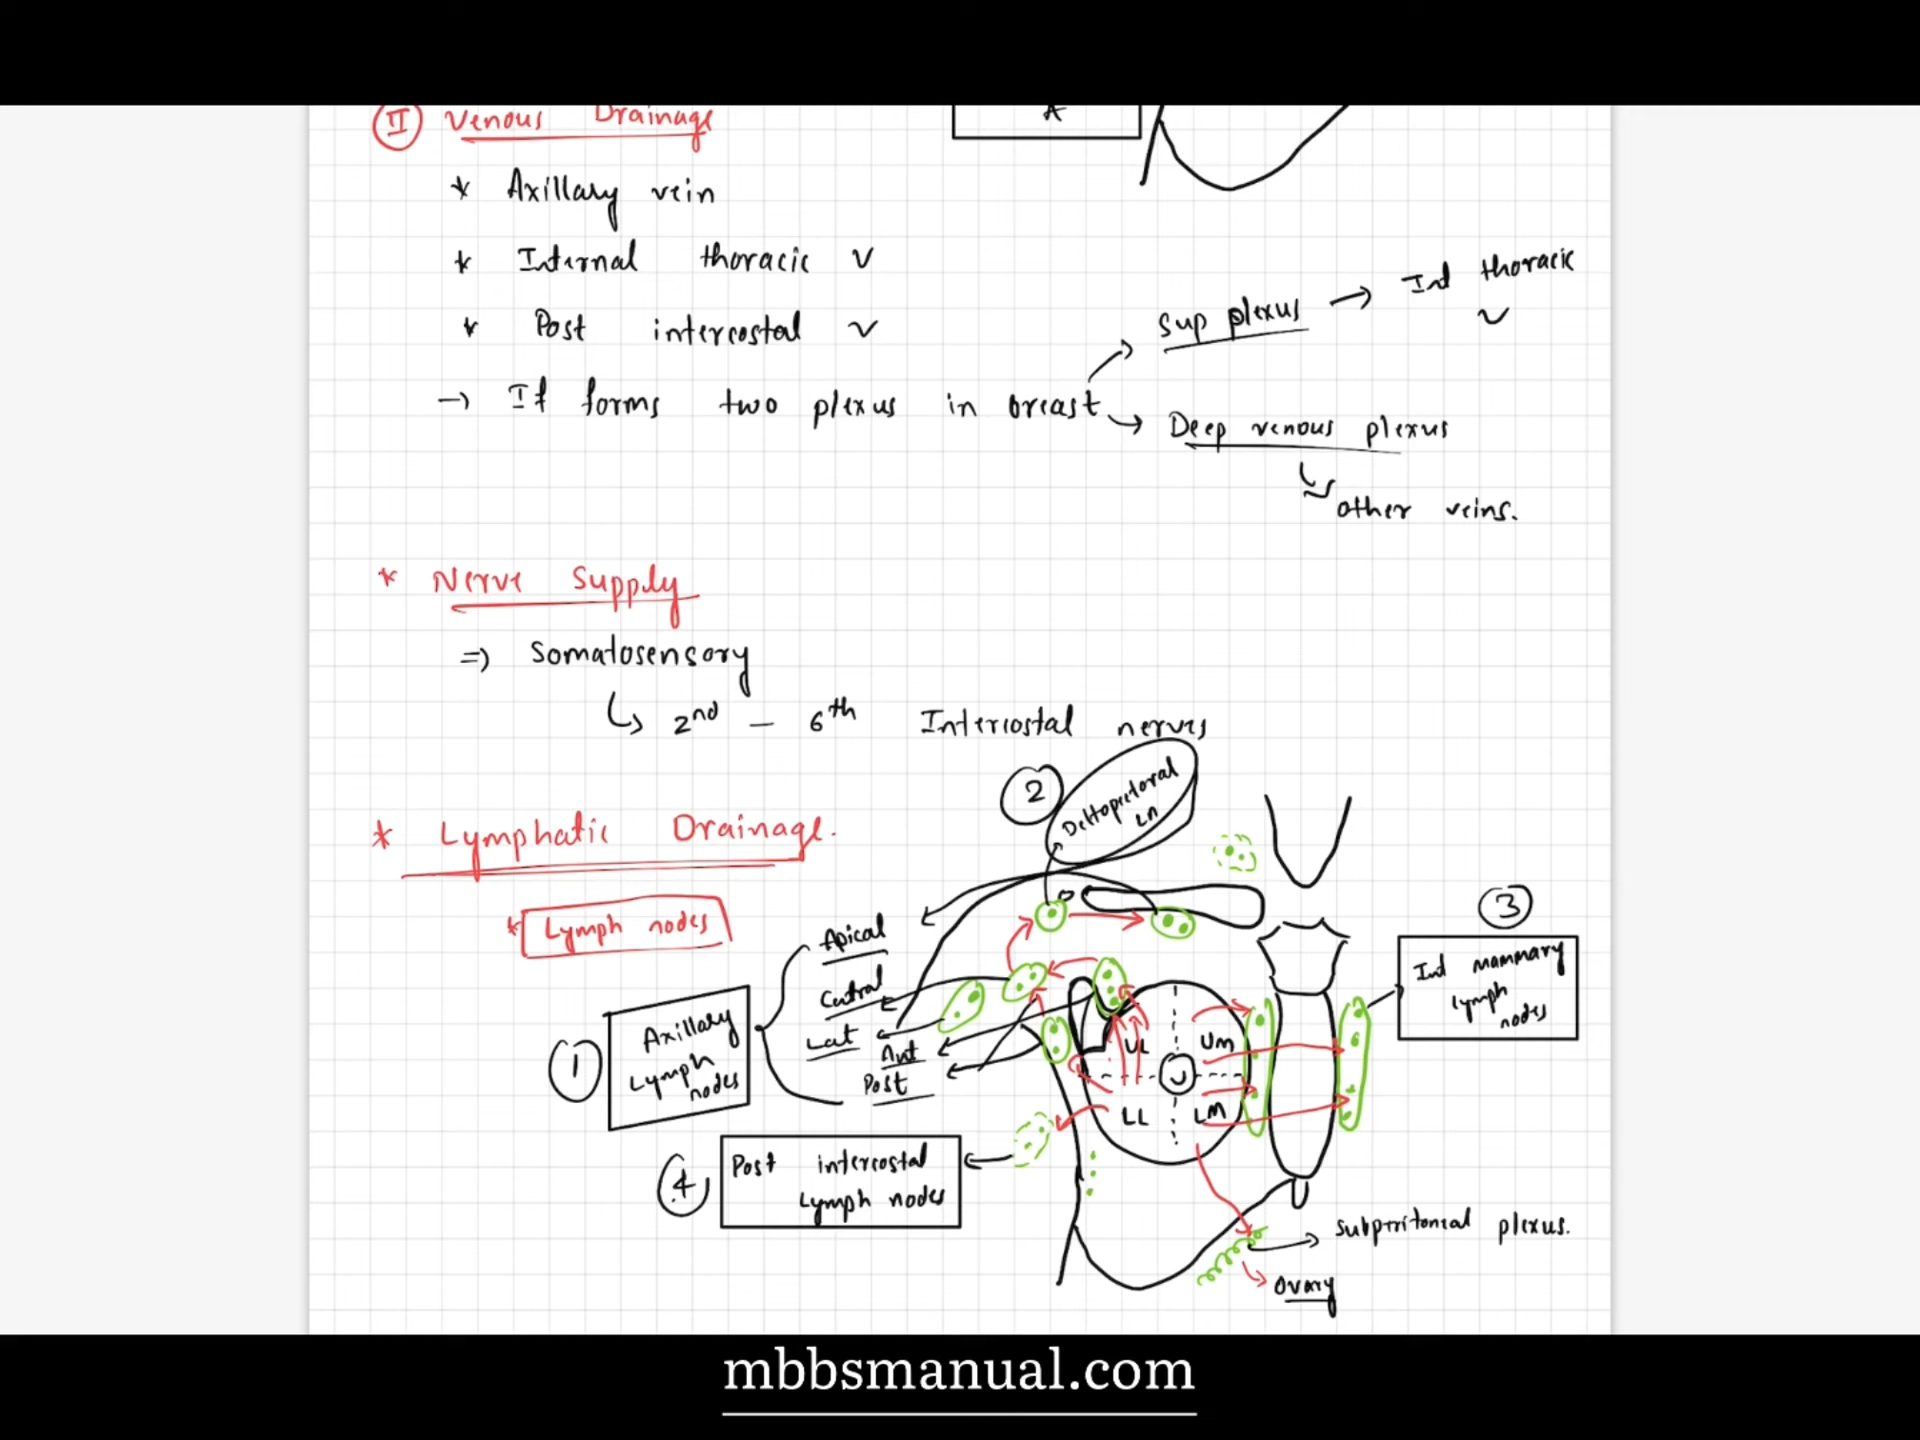 II Venous Drainage
A
* Axillary vein
* Internal thoracic V
* Post intercostal V
→ It forms two plexus in breast
Sup plexus → Int thoracic V
Deep venous plexus
other veins.
* Nerve Supply
⇒ Somatosensory
2nd – 6th Intercostal nerves
* Lymphatic Drainage.
* Lymph nodes
1
Axillary
Lymph
nodes
Apical
Central
Lat
Ant
Post
2
Deltopectoral
LN
3
Int mammary
lymph
nodes
UL UM
LL LM
4
Post intercostal
Lymph nodes
Subperitoneal plexus.
Ovary
mbbsmanual.com